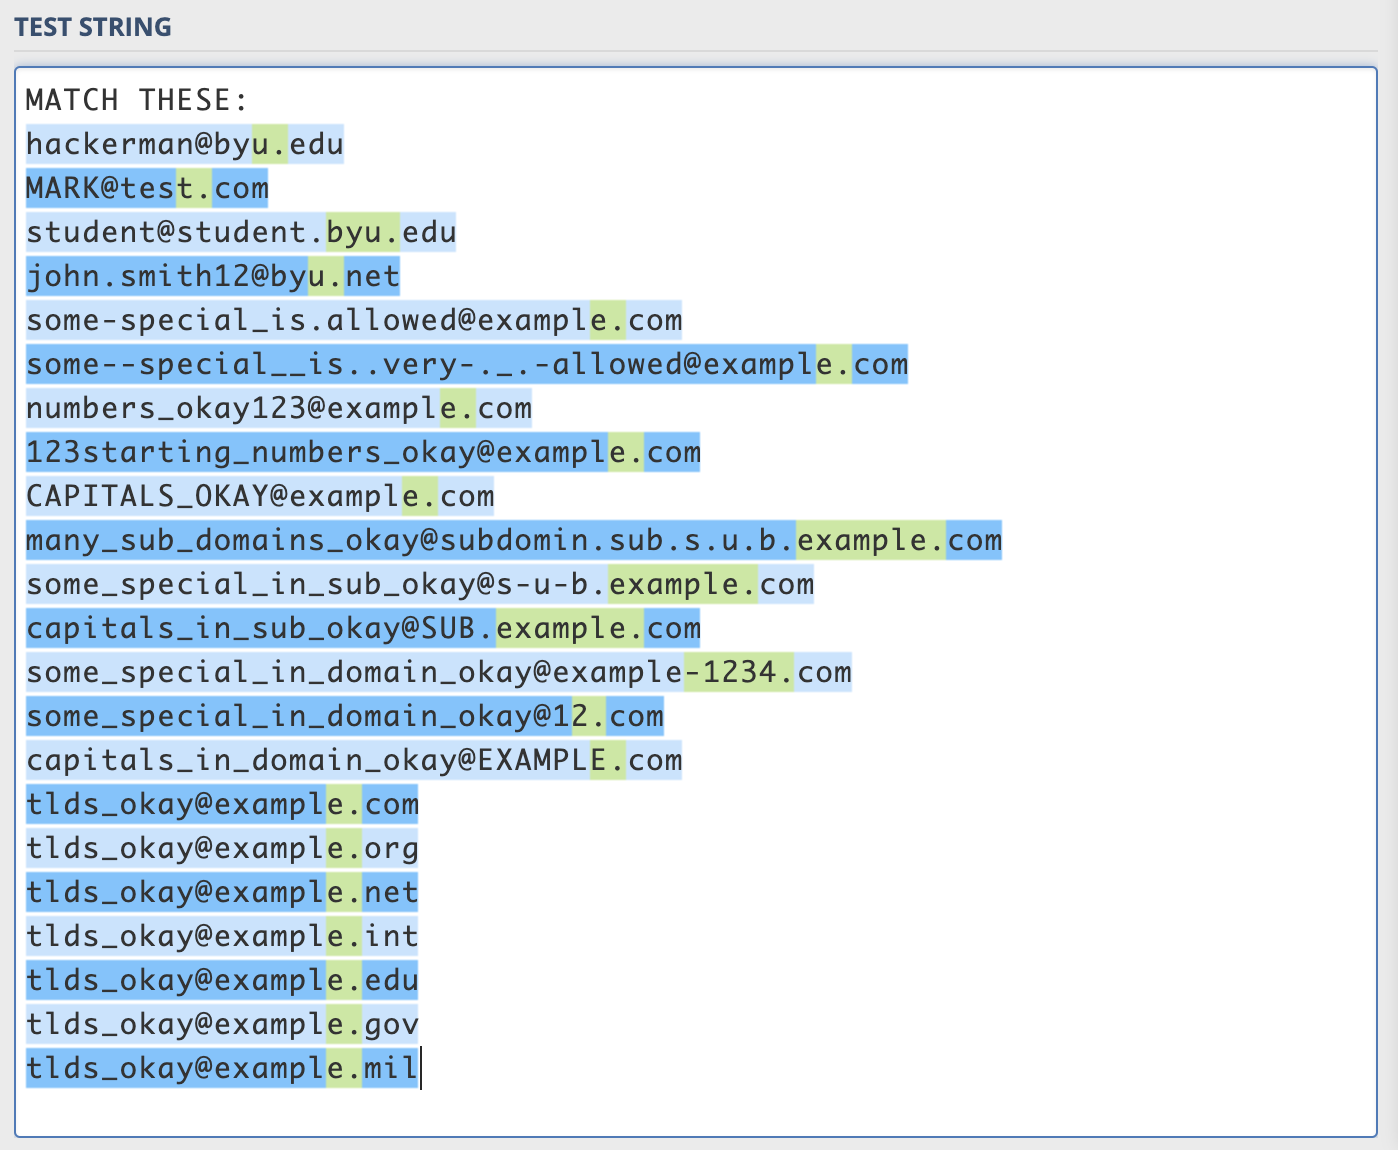 TEST STRING
MATCH THESE:
hackerman@byu.edu
MARK@test.com
student@student.byu.edu
john.smith12@byu.net
some-special_is.allowed@example.com
some--special__is..very-._.-allowed@example.com
numbers_okay123@example.com
123starting_numbers_okay@example.com
CAPITALS_OKAY@example.com
many_sub_domains_okay@subdomin.sub.s.u.b.example.com
some_special_in_sub_okay@s-u-b.example.com
capitals_in_sub_okay@SUB.example.com
some_special_in_domain_okay@example-1234.com
some_special_in_domain_okay@12.com
capitals_in_domain_okay@EXAMPLE.com
tlds_okay@example.com
tlds_okay@example.org
tlds_okay@example.net
tlds_okay@example.int
tlds_okay@example.edu
tlds_okay@example.gov
tlds_okay@example.mil